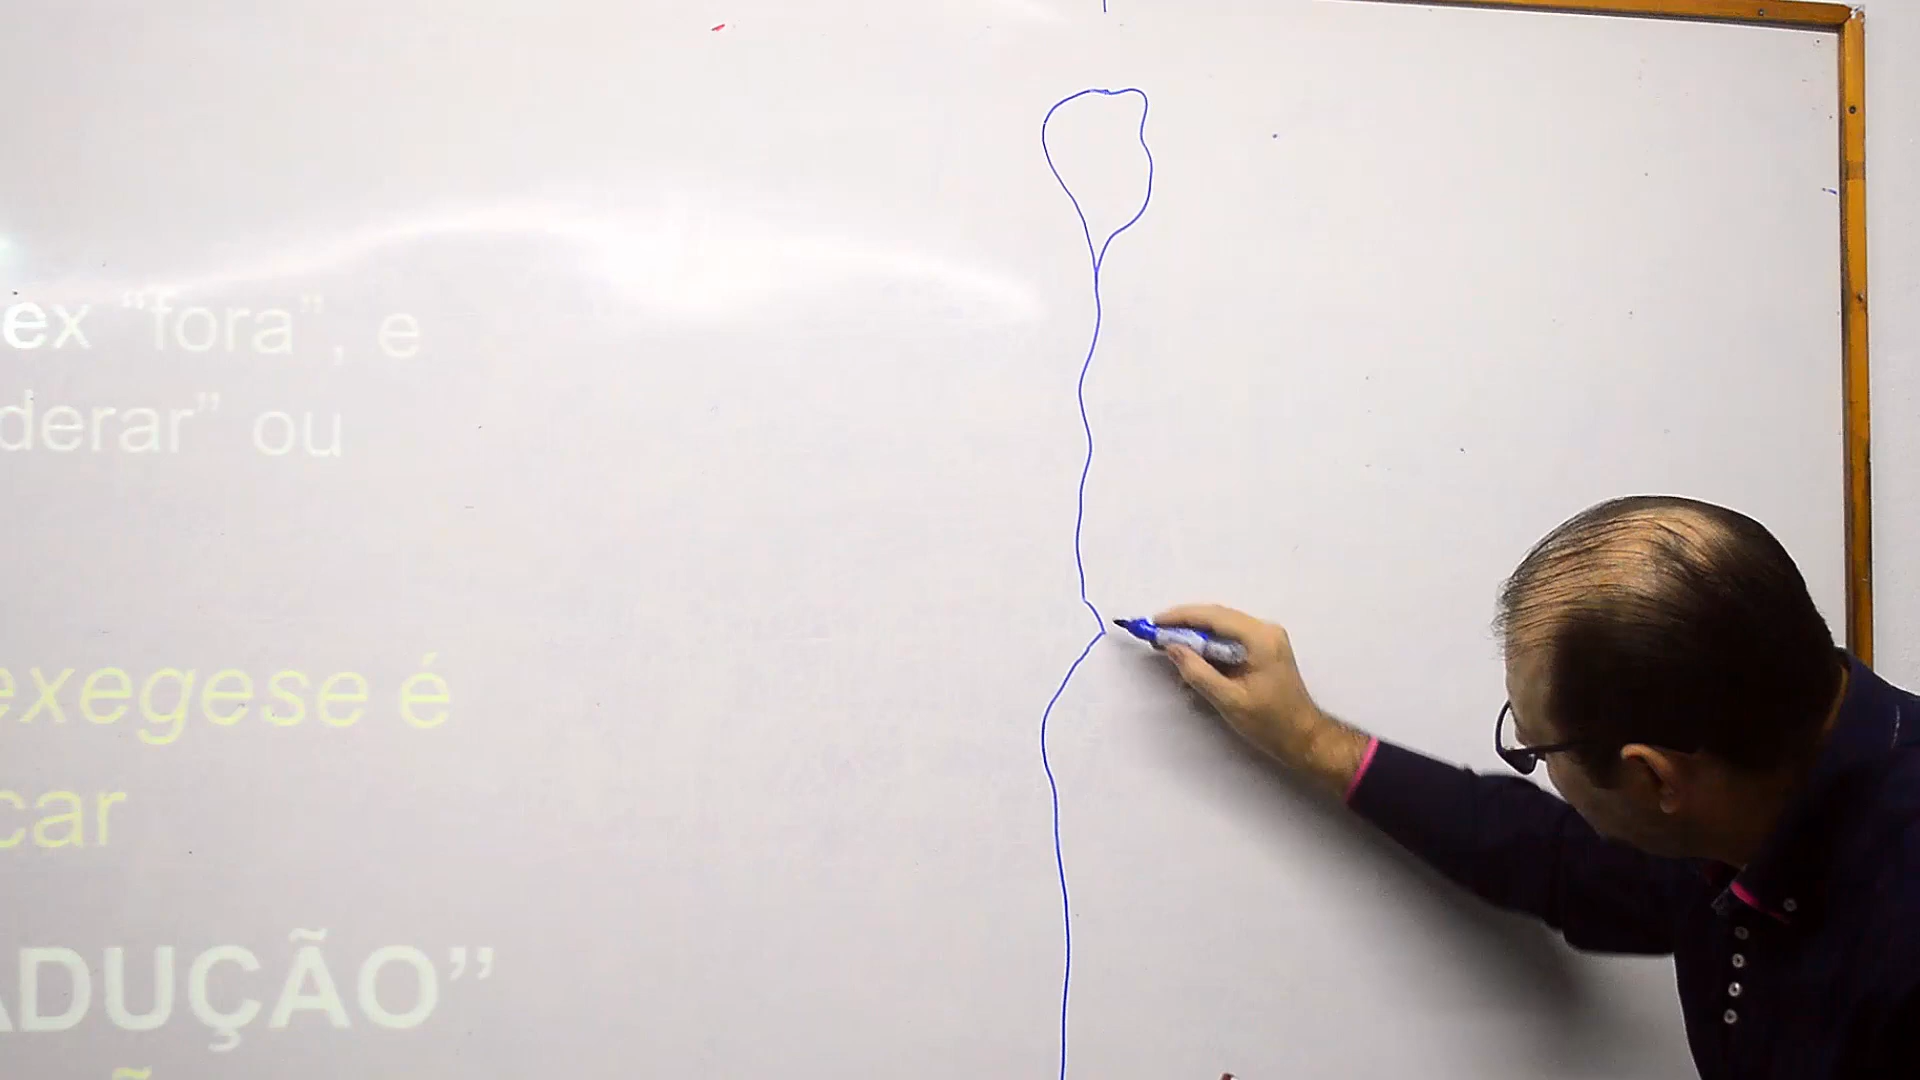 ex “fora”, e
derar” ou
exegese é
car
ADUÇÃO”